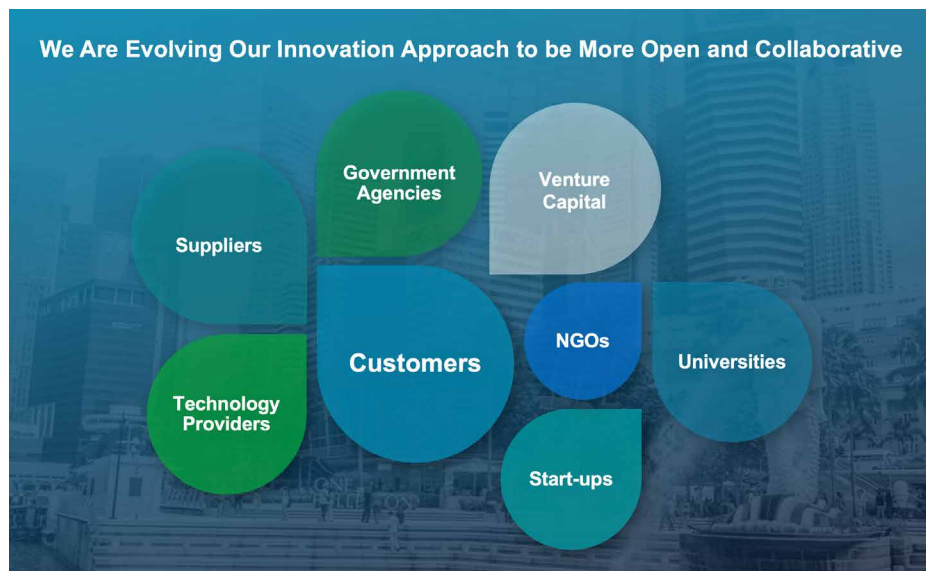 We Are Evolving Our Innovation Approach to be More Open and Collaborative
Government
Agencies
Venture
Capital
Suppliers
Customers
NGOs
Universities
Technology
Providers
Start-ups